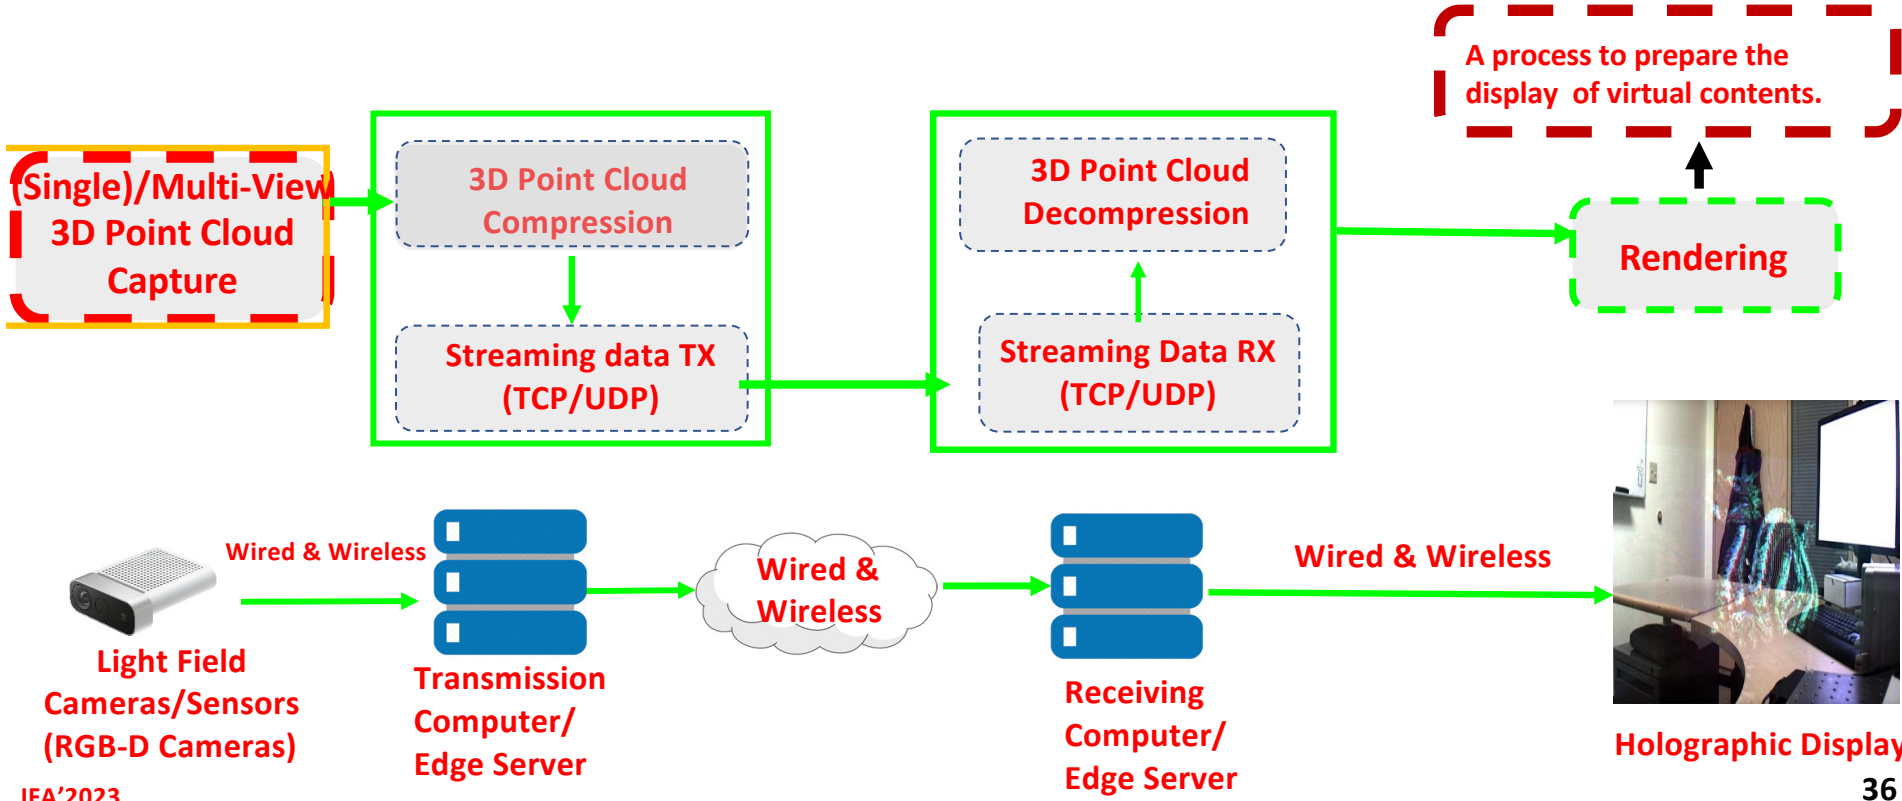 A process to prepare the
display of virtual contents.
(Single)/Multi-View
3D Point Cloud
Capture
3D Point Cloud
Compression
Streaming data TX
(TCP/UDP)
3D Point Cloud
Decompression
Streaming Data RX
(TCP/UDP)
Rendering
Wired & Wireless
Wired &
Wireless
Wired & Wireless
Light Field
Cameras/Sensors
(RGB-D Cameras)
Transmission
Computer/
Edge Server
Receiving
Computer/
Edge Server
Holographic Display
36